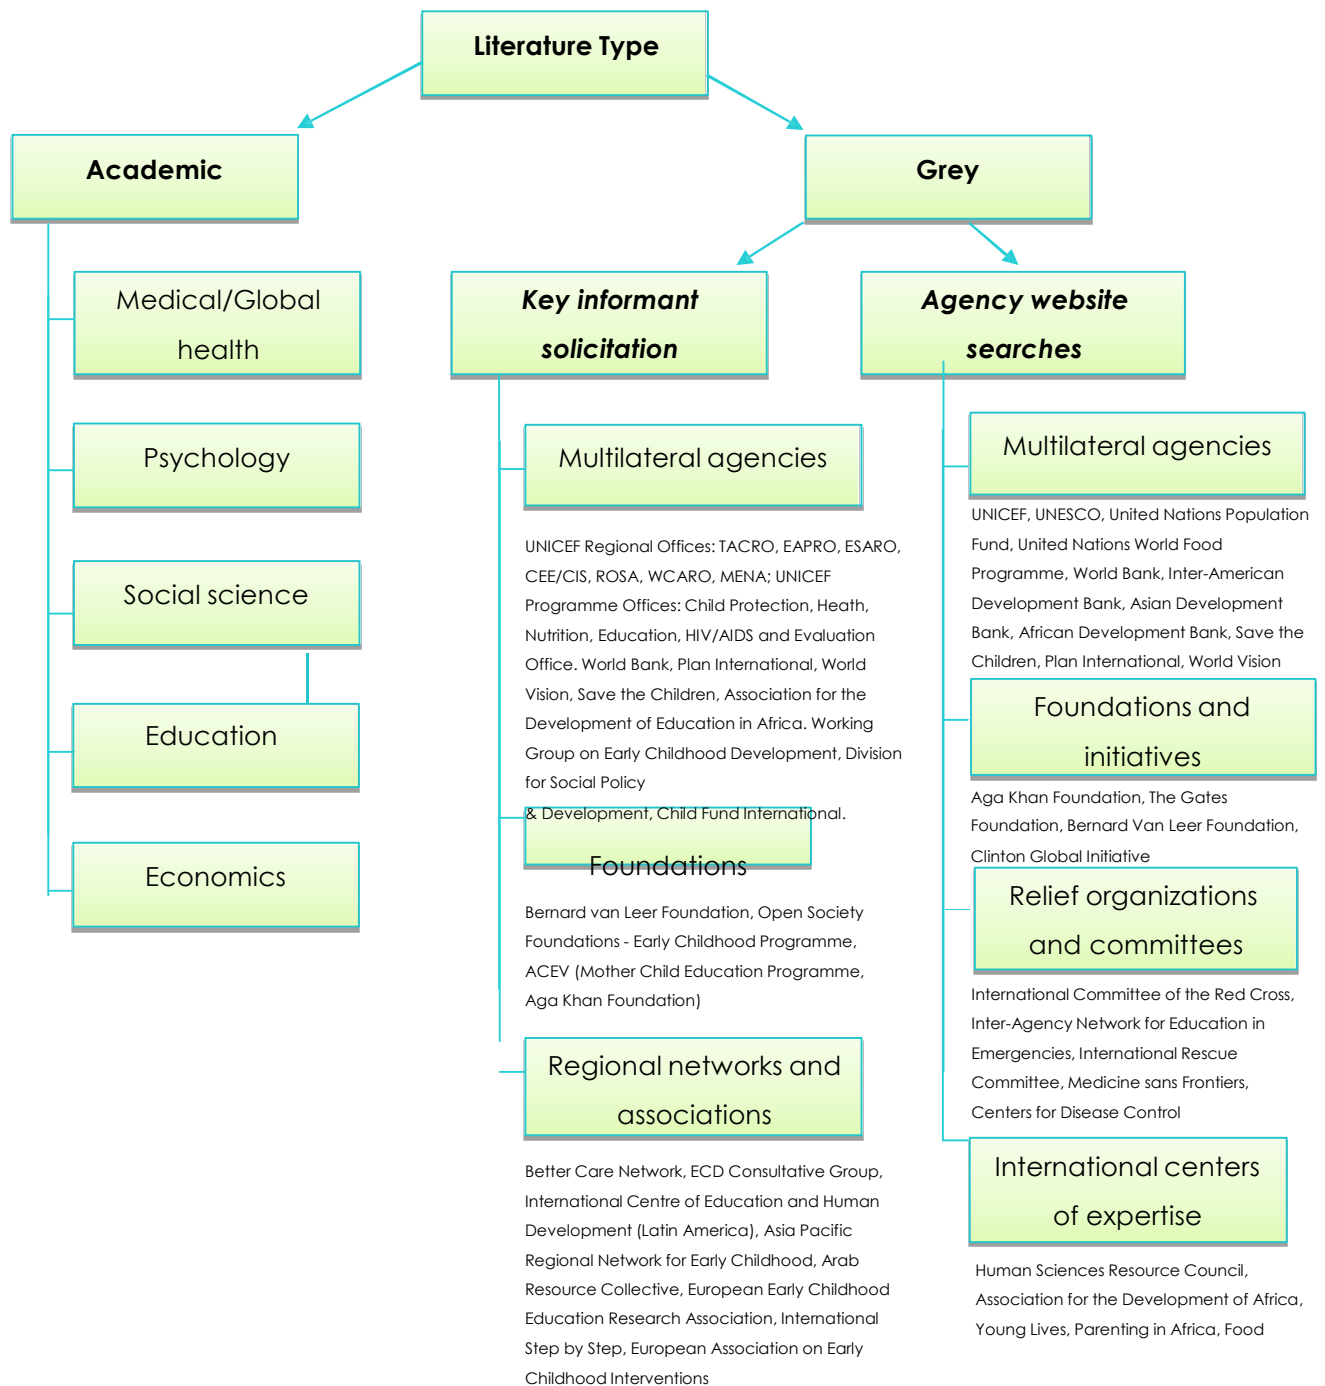 Literature Type
Academic
Grey
Medical/Global
health
Psychology
Social science
Education
Economics
Key informant
solicitation
Multilateral agencies
UNICEF Regional Offices: TACRO, EAPRO, ESARO,
CEE/CIS, ROSA, WCARO, MENA; UNICEF
Programme Offices: Child Protection, Heath,
Nutrition, Education, HIV/AIDS and Evaluation
Office. World Bank, Plan International, World
Vision, Save the Children, Association for the
Development of Education in Africa. Working
Group on Early Childhood Development, Division
for Social Policy
& Development, Child Fund International.
Foundations
Bernard van Leer Foundation, Open Society
Foundations - Early Childhood Programme,
ACEV (Mother Child Education Programme,
Aga Khan Foundation)
Regional networks and
associations
Better Care Network, ECD Consultative Group,
International Centre of Education and Human
Development (Latin America), Asia Pacific
Regional Network for Early Childhood, Arab
Resource Collective, European Early Childhood
Education Research Association, International
Step by Step, European Association on Early
Childhood Interventions
Agency website
searches
Multilateral agencies
UNICEF, UNESCO, United Nations Population
Fund, United Nations World Food
Programme, World Bank, Inter-American
Development Bank, Asian Development
Bank, African Development Bank, Save the
Children, Plan International, World Vision
Foundations and
initiatives
Aga Khan Foundation, The Gates
Foundation, Bernard Van Leer Foundation,
Clinton Global Initiative
Relief organizations
and committees
International Committee of the Red Cross,
Inter-Agency Network for Education in
Emergencies, International Rescue
Committee, Medicine sans Frontiers,
Centers for Disease Control
International centers
of expertise
Human Sciences Resource Council,
Association for the Development of Africa,
Young Lives, Parenting in Africa, Food